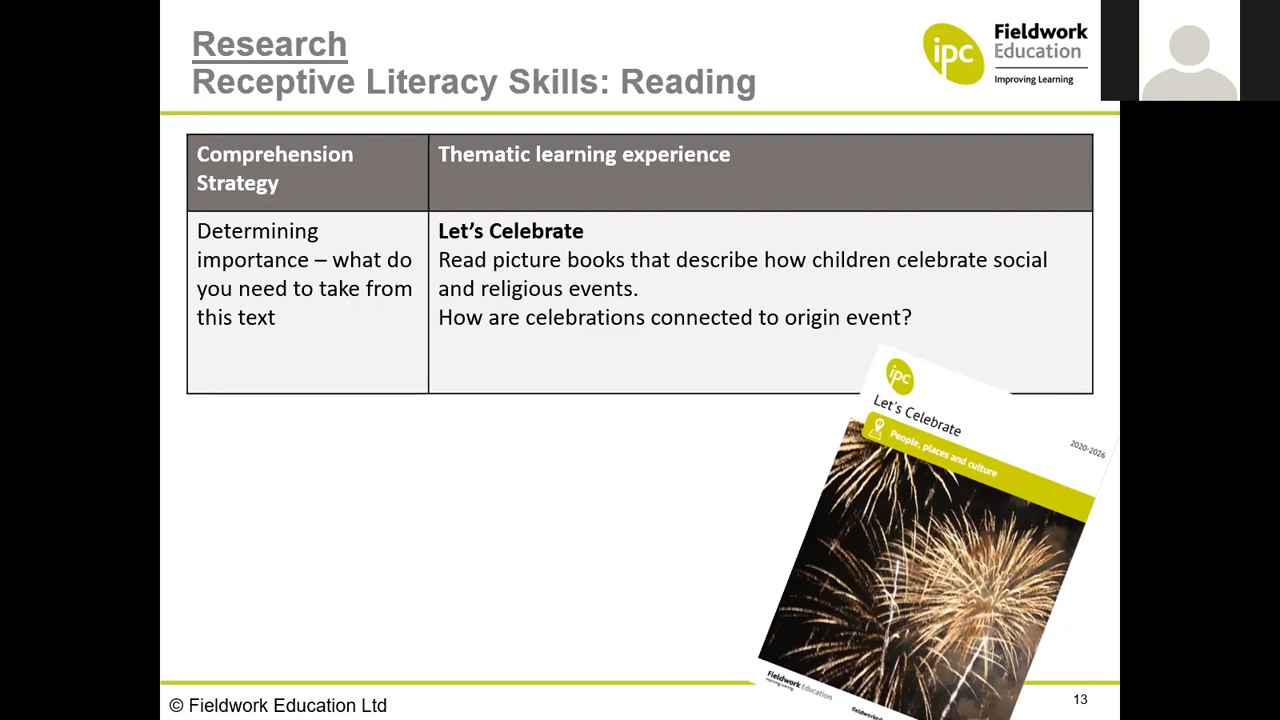 Research
Receptive Literacy Skills: Reading
ipc
Fieldwork
Education
Improving Learning
Comprehension
Strategy
Thematic learning experience
Determining
importance – what do
you need to take from
this text
Let’s Celebrate
Read picture books that describe how children celebrate social
and religious events.
How are celebrations connected to origin event?
ipc
Let's Celebrate
2020-2026
People, places and culture
Fieldwork Education
Improving Learning
© Fieldwork Education Ltd
13